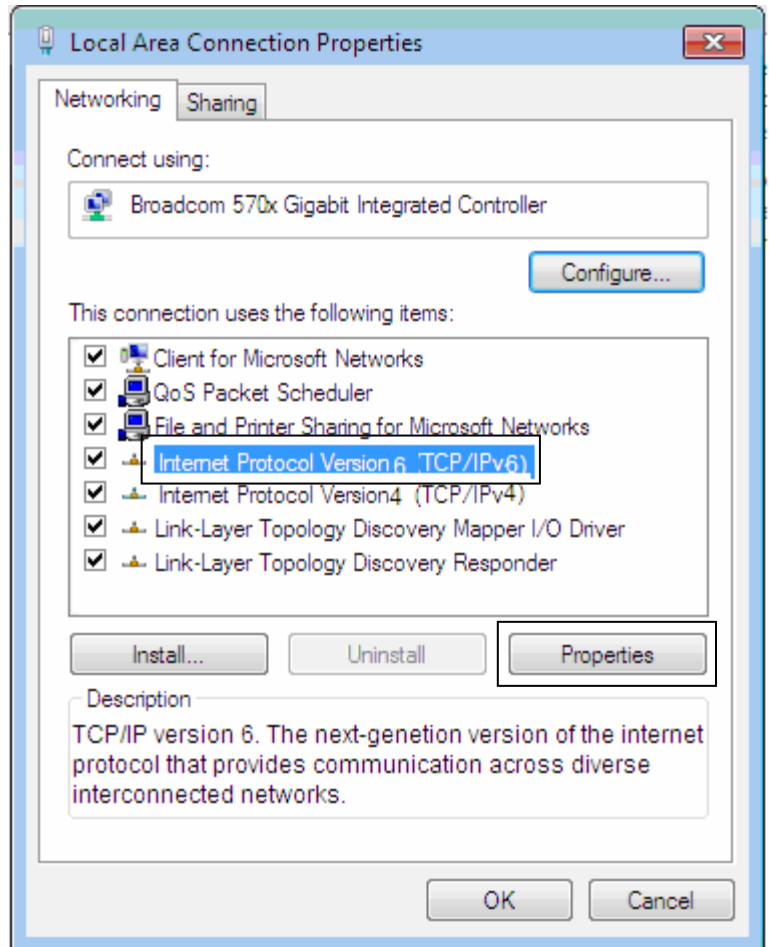 Local Area Connection Properties
Networking
Sharing
Connect using:
Broadcom 570x Gigabit Integrated Controller
Configure...
This connection uses the following items:
Client for Microsoft Networks
QoS Packet Scheduler
File and Printer Sharing for Microsoft Networks
Internet Protocol Version 6 (TCP/IPv6)
Internet Protocol Version4 (TCP/IPv4)
Link-Layer Topology Discovery Mapper I/O Driver
Link-Layer Topology Discovery Responder
Install...
Uninstall
Properties
Description
TCP/IP version 6. The next-genetion version of the internet
protocol that provides communication across diverse
interconnected networks.
OK
Cancel